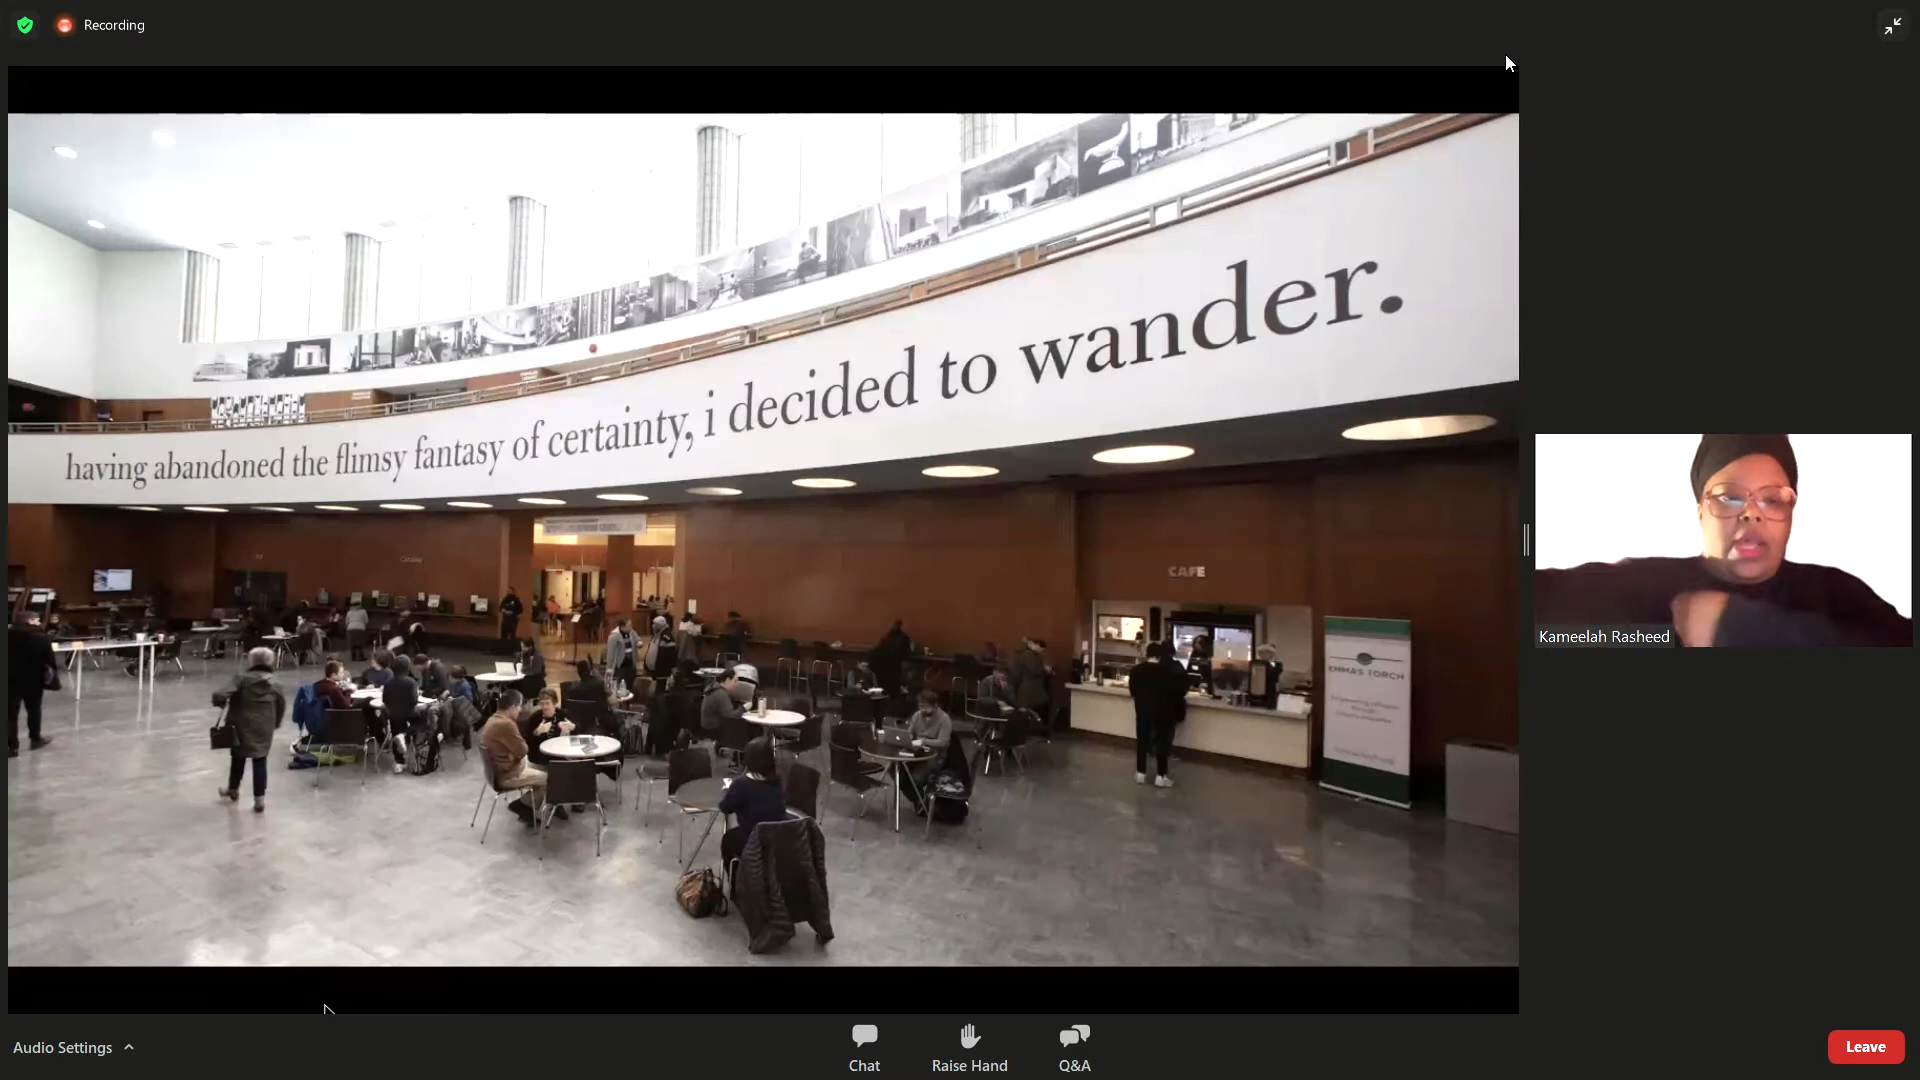 Recording
having abandoned the flimsy fantasy of certainty, i decided to wander.
CAFE
EMMA'S TORCH
Kameelah Rasheed
Audio Settings
Chat
Raise Hand
Q&A
Leave